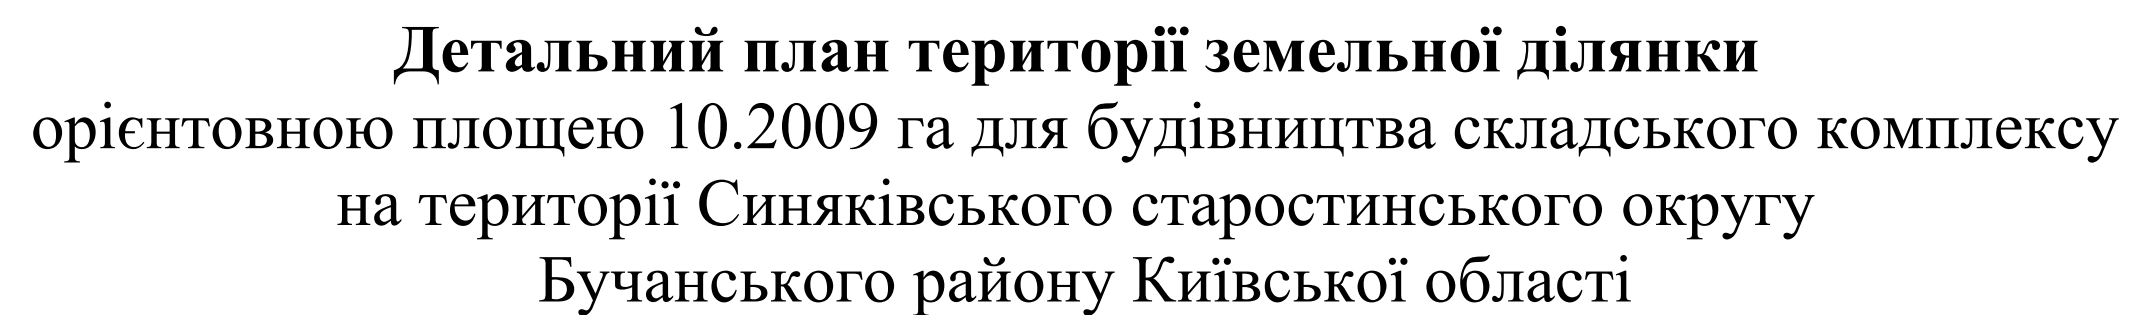 Детальний план території земельної ділянки
орієнтовною площею 10.2009 га для будівництва складського комплексу
на території Синяківського старостинського округу
Бучанського району Київської області